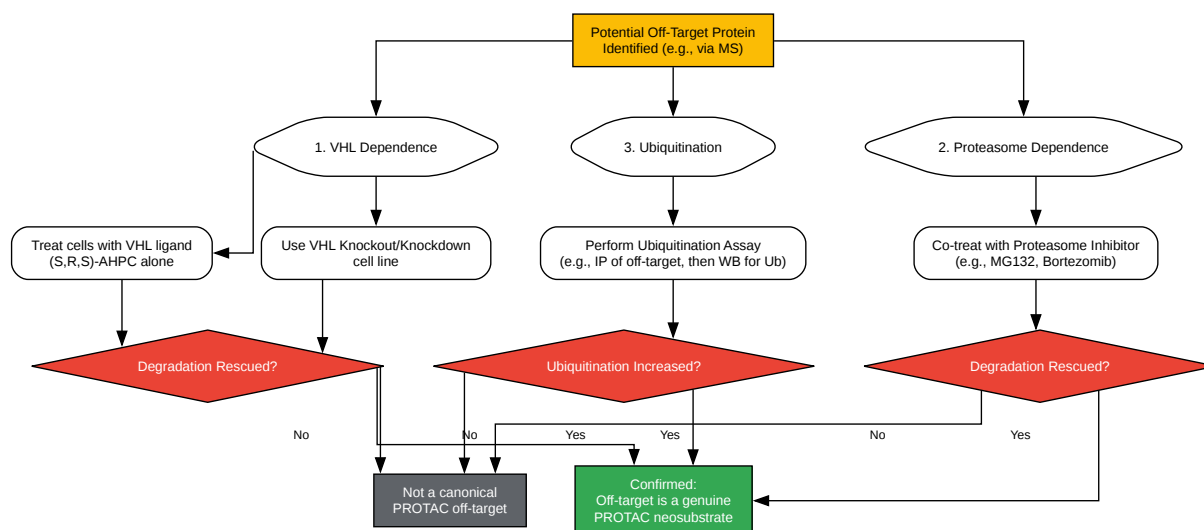 Potential Off-Target Protein
Identified (e.g., via MS)
1. VHL Dependence
3. Ubiquitination
2. Proteasome Dependence
Treat cells with VHL ligand
(S,R,S)-AHPC alone
Use VHL Knockout/Knockdown
cell line
Perform Ubiquitination Assay
(e.g., IP of off-target, then WB for Ub)
Co-treat with Proteasome Inhibitor
(e.g., MG132, Bortezomib)
Degradation Rescued?
Ubiquitination Increased?
Degradation Rescued?
No
No
Yes
Yes
No
Yes
Not a canonical
PROTAC off-target
Confirmed:
Off-target is a genuine
PROTAC neosubstrate